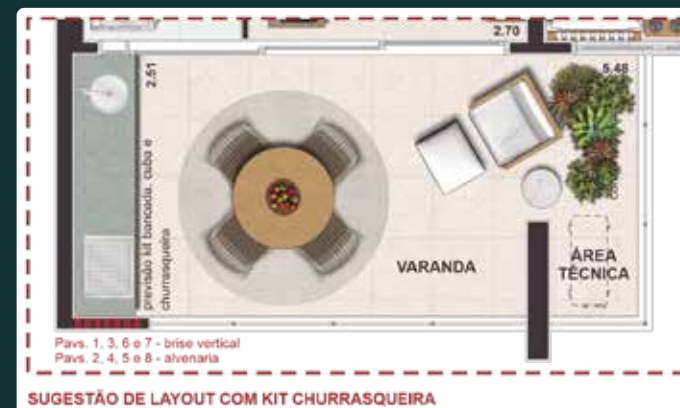 2.70
2.51
5.48
previsão kit bancada, cuba e
churrasqueira
VARANDA
ÁREA
TÉCNICA
Pavs. 1, 3, 6 e 7 - brise vertical
Pavs. 2, 4, 5 e 8 - alvenaria
SUGESTÃO DE LAYOUT COM KIT CHURRASQUEIRA